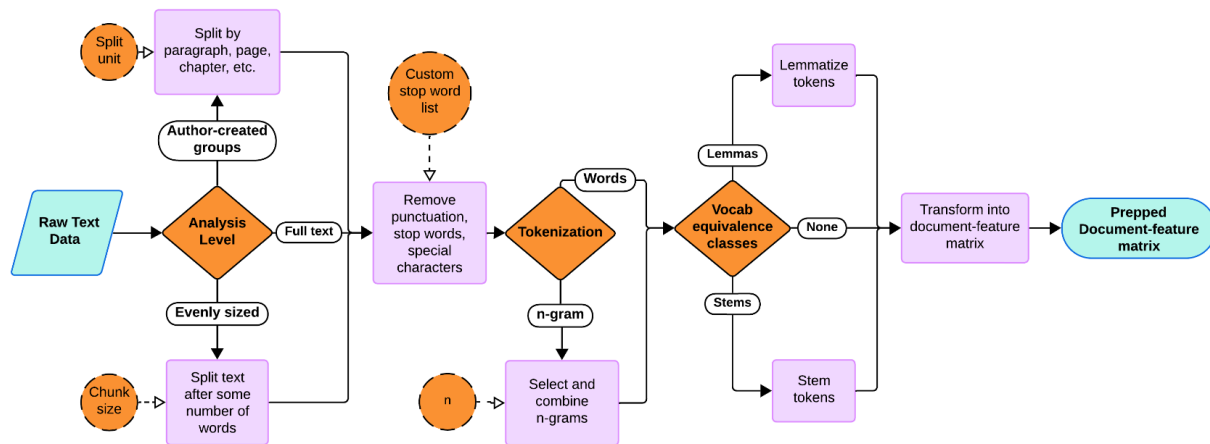 Split
unit
Split by
paragraph, page,
chapter, etc.
Author-created
groups
Raw Text
Data
Analysis
Level
Full text
Evenly sized
Chunk
size
Split text
after some
number of
words
Custom
stop word
list
Remove
punctuation,
stop words,
special
characters
Tokenization
Words
n-gram
n
Select and
combine
n-grams
Vocab
equivalence
classes
Lemmas
Lemmatize
tokens
None
Stems
Stem
tokens
Transform into
document-feature
matrix
Prepped
Document-feature
matrix